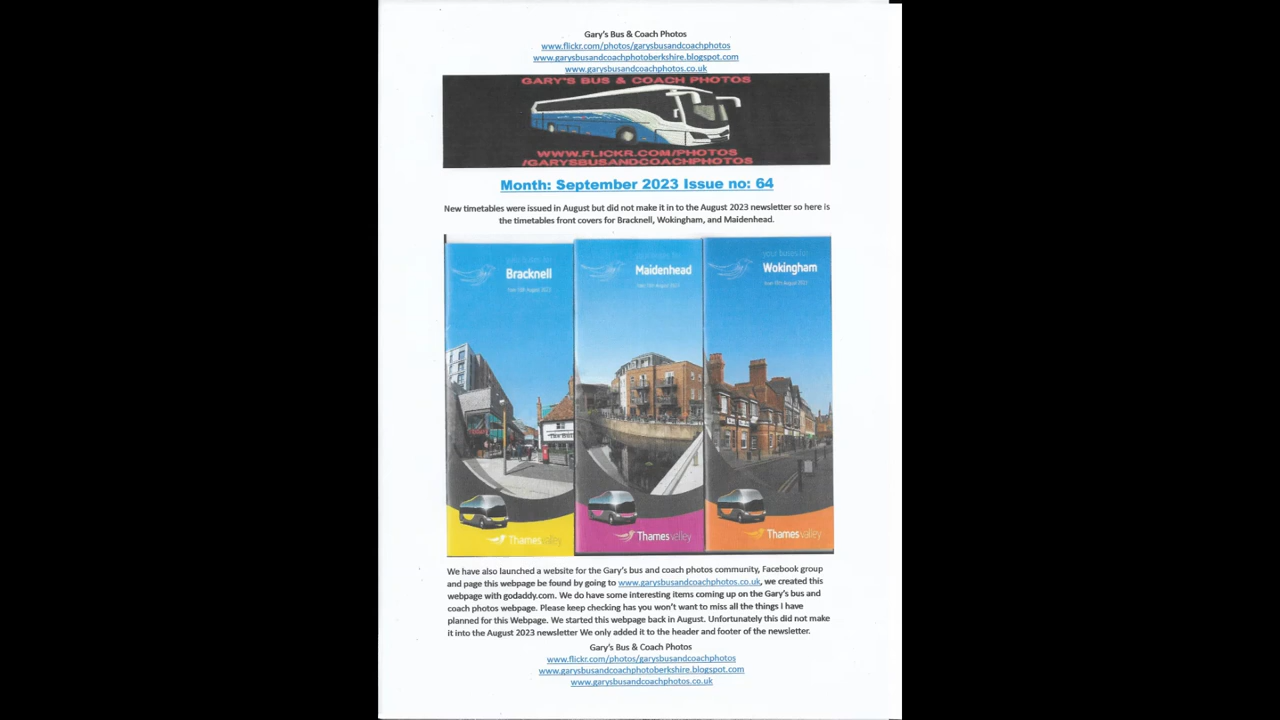 Gary's Bus & Coach Photos
www.flickr.com/photos/garysbusandcoachphotos
www.garysbusandcoachphotoberkshire.blogspot.com
www.garysbusandcoachphotos.co.uk
GARY'S BUS & COACH PHOTOS
WWW.FLICKR.COM/PHOTOS
/GARYSBUSANDCOACHPHOTOS
Month: September 2023 Issue no: 64
New timetables were issued in August but did not make it in to the August 2023 newsletter so here is
the timetables front covers for Bracknell, Wokingham, and Maidenhead.
your buses for
Bracknell
Thames valley
your buses for
Maidenhead
Thames valley
your buses for
Wokingham
Thames valley
We have also launched a website for the Gary's bus and coach photos community, Facebook group
and page this webpage be found by going to www.garysbusandcoachphotos.co.uk, we created this
webpage with godaddy.com. We do have some interesting items coming up on the Gary's bus and
coach photos webpage. Please keep checking has you won't want to miss all the things I have
planned for this Webpage. We started this webpage back in August. Unfortunately this did not make
it into the August 2023 newsletter We only added it to the header and footer of the newsletter.
Gary's Bus & Coach Photos
www.flickr.com/photos/garysbusandcoachphotos
www.garysbusandcoachphotoberkshire.blogspot.com
www.garysbusandcoachphotos.co.uk